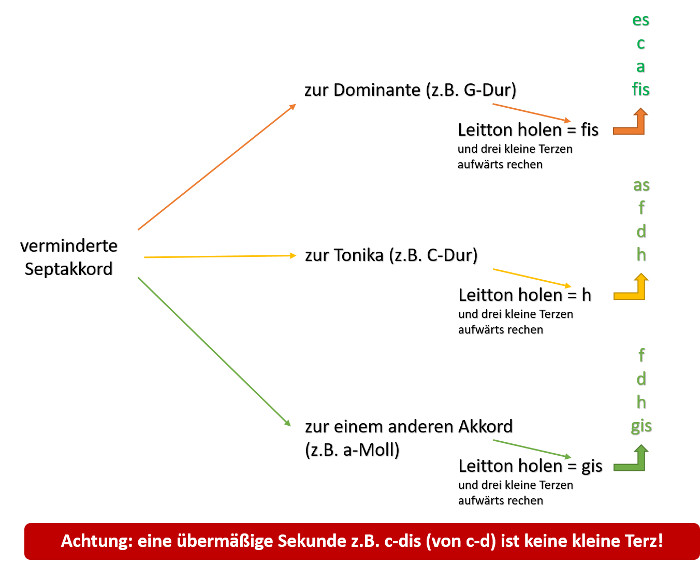 es
c
a
fis
zur Dominante (z.B. G-Dur)
Leitton holen = fis
und drei kleine Terzen
aufwärts rechen
as
f
d
h
verminderte
Septakkord
zur Tonika (z.B. C-Dur)
Leitton holen = h
und drei kleine Terzen
aufwärts rechen
f
d
h
gis
zur einem anderen Akkord
(z.B. a-Moll)
Leitton holen = gis
und drei kleine Terzen
aufwärts rechen
Achtung: eine übermäßige Sekunde z.B. c-dis (von c-d) ist keine kleine Terz!